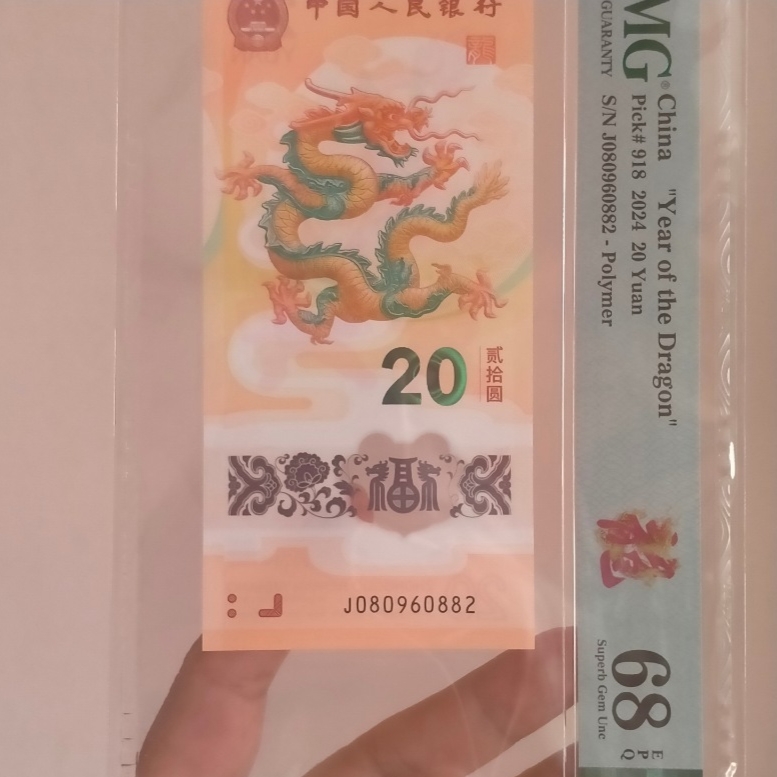 中国人民银行
龍
20
贰拾圆
福
J080960882
MG®
GUARANTY
China "Year of the Dragon"
Pick# 918 2024 20 Yuan
S/N J080960882 - Polymer
68
EPQ
Superb Gem Unc